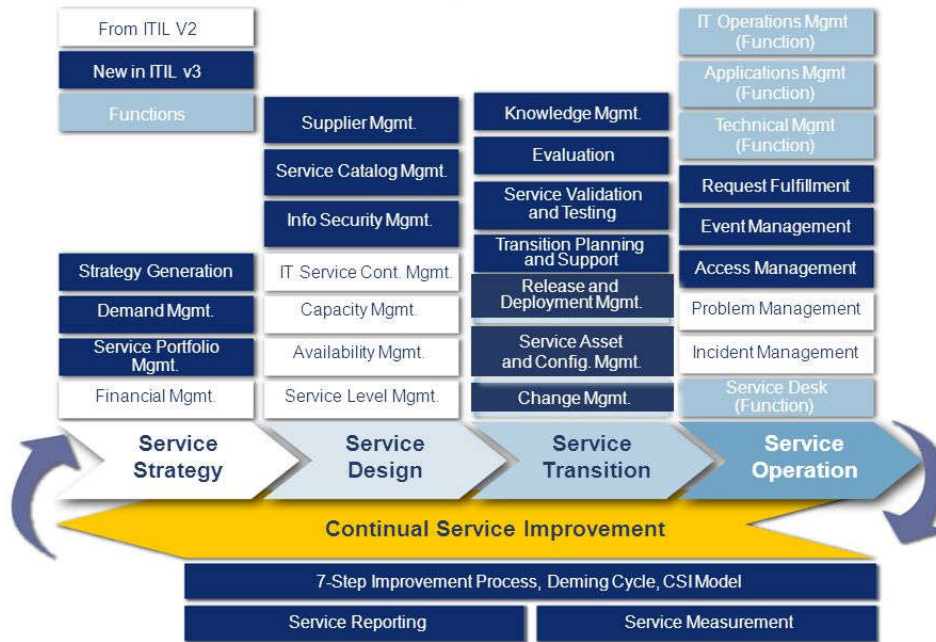 From ITIL V2
New in ITIL v3
Functions
Strategy Generation
Demand Mgmt.
Service Portfolio
Mgmt.
Financial Mgmt.
Supplier Mgmt.
Service Catalog Mgmt.
Info Security Mgmt.
IT Service Cont. Mgmt.
Capacity Mgmt.
Availability Mgmt.
Service Level Mgmt.
Knowledge Mgmt.
Evaluation
Service Validation
and Testing
Transition Planning
and Support
Release and
Deployment Mgmt.
Service Asset
and Config. Mgmt.
Change Mgmt.
IT Operations Mgmt
(Function)
Applications Mgmt
(Function)
Technical Mgmt
(Function)
Request Fulfillment
Event Management
Access Management
Problem Management
Incident Management
Service Desk
(Function)
Service
Strategy
Service
Design
Service
Transition
Service
Operation
Continual Service Improvement
7-Step Improvement Process, Deming Cycle, CSI Model
Service Reporting
Service Measurement